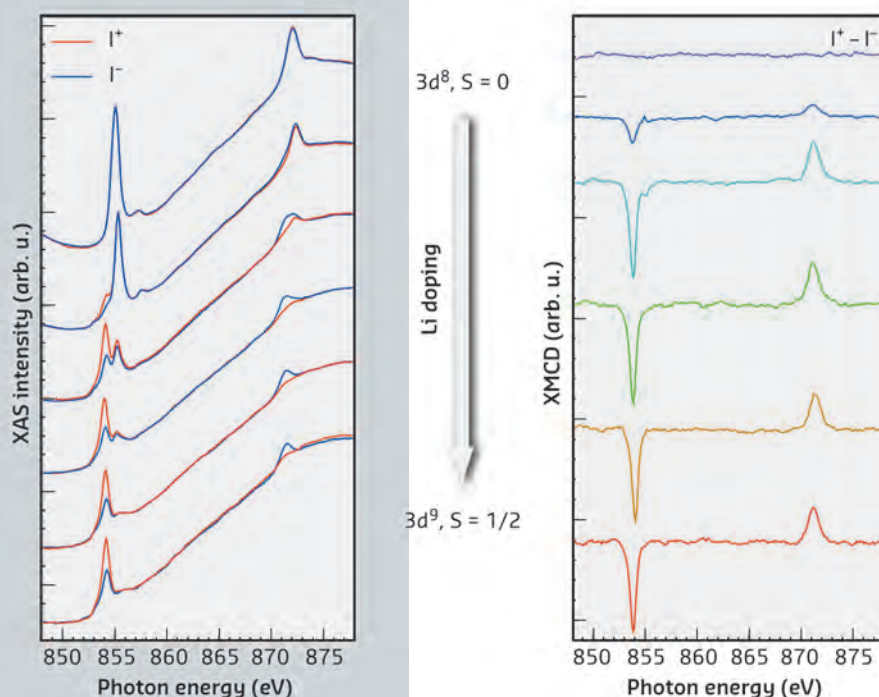 I⁺
I⁻
XAS intensity (arb. u.)
850 855 860 865 870 875
Photon energy (eV)
3d⁸, S = 0
Li doping
3d⁹, S = 1/2
I⁺ – I⁻
XMCD (arb. u.)
850 855 860 865 870 875
Photon energy (eV)